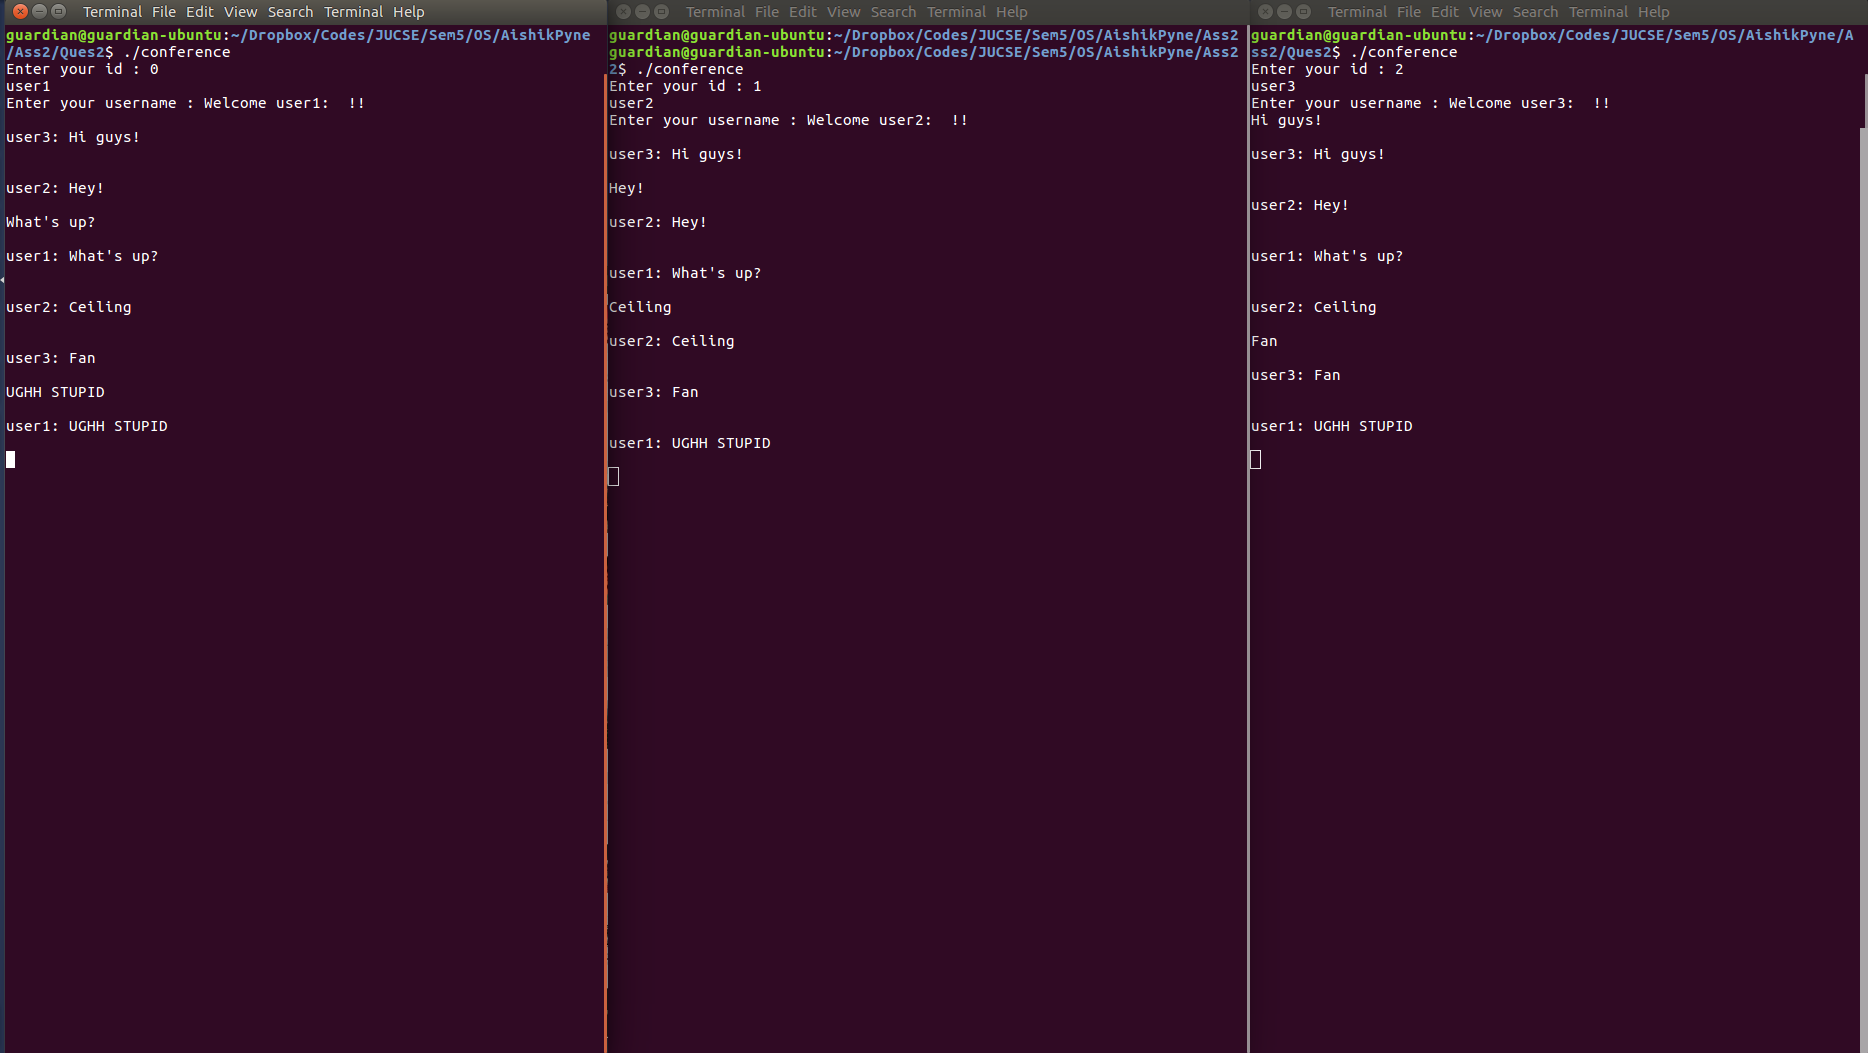 Terminal File Edit View Search Terminal Help
guardian@guardian-ubuntu:~/Dropbox/Codes/JUCSE/Sem5/OS/AishikPyne
/Ass2/Ques2$ ./conference
Enter your id : 0
user1
Enter your username : Welcome user1:  !!
user3: Hi guys!
user2: Hey!
What's up?
user1: What's up?
user2: Ceiling
user3: Fan
UGHH STUPID
user1: UGHH STUPID
Terminal File Edit View Search Terminal Help
guardian@guardian-ubuntu:~/Dropbox/Codes/JUCSE/Sem5/OS/AishikPyne/Ass2
guardian@guardian-ubuntu:~/Dropbox/Codes/JUCSE/Sem5/OS/AishikPyne/Ass2
2$ ./conference
Enter your id : 1
user2
Enter your username : Welcome user2:  !!
user3: Hi guys!
Hey!
user2: Hey!
user1: What's up?
Ceiling
user2: Ceiling
user3: Fan
user1: UGHH STUPID
Terminal File Edit View Search Terminal Help
guardian@guardian-ubuntu:~/Dropbox/Codes/JUCSE/Sem5/OS/AishikPyne/A
ss2/Ques2$ ./conference
Enter your id : 2
user3
Enter your username : Welcome user3:  !!
Hi guys!
user3: Hi guys!
user2: Hey!
user1: What's up?
user2: Ceiling
Fan
user3: Fan
user1: UGHH STUPID